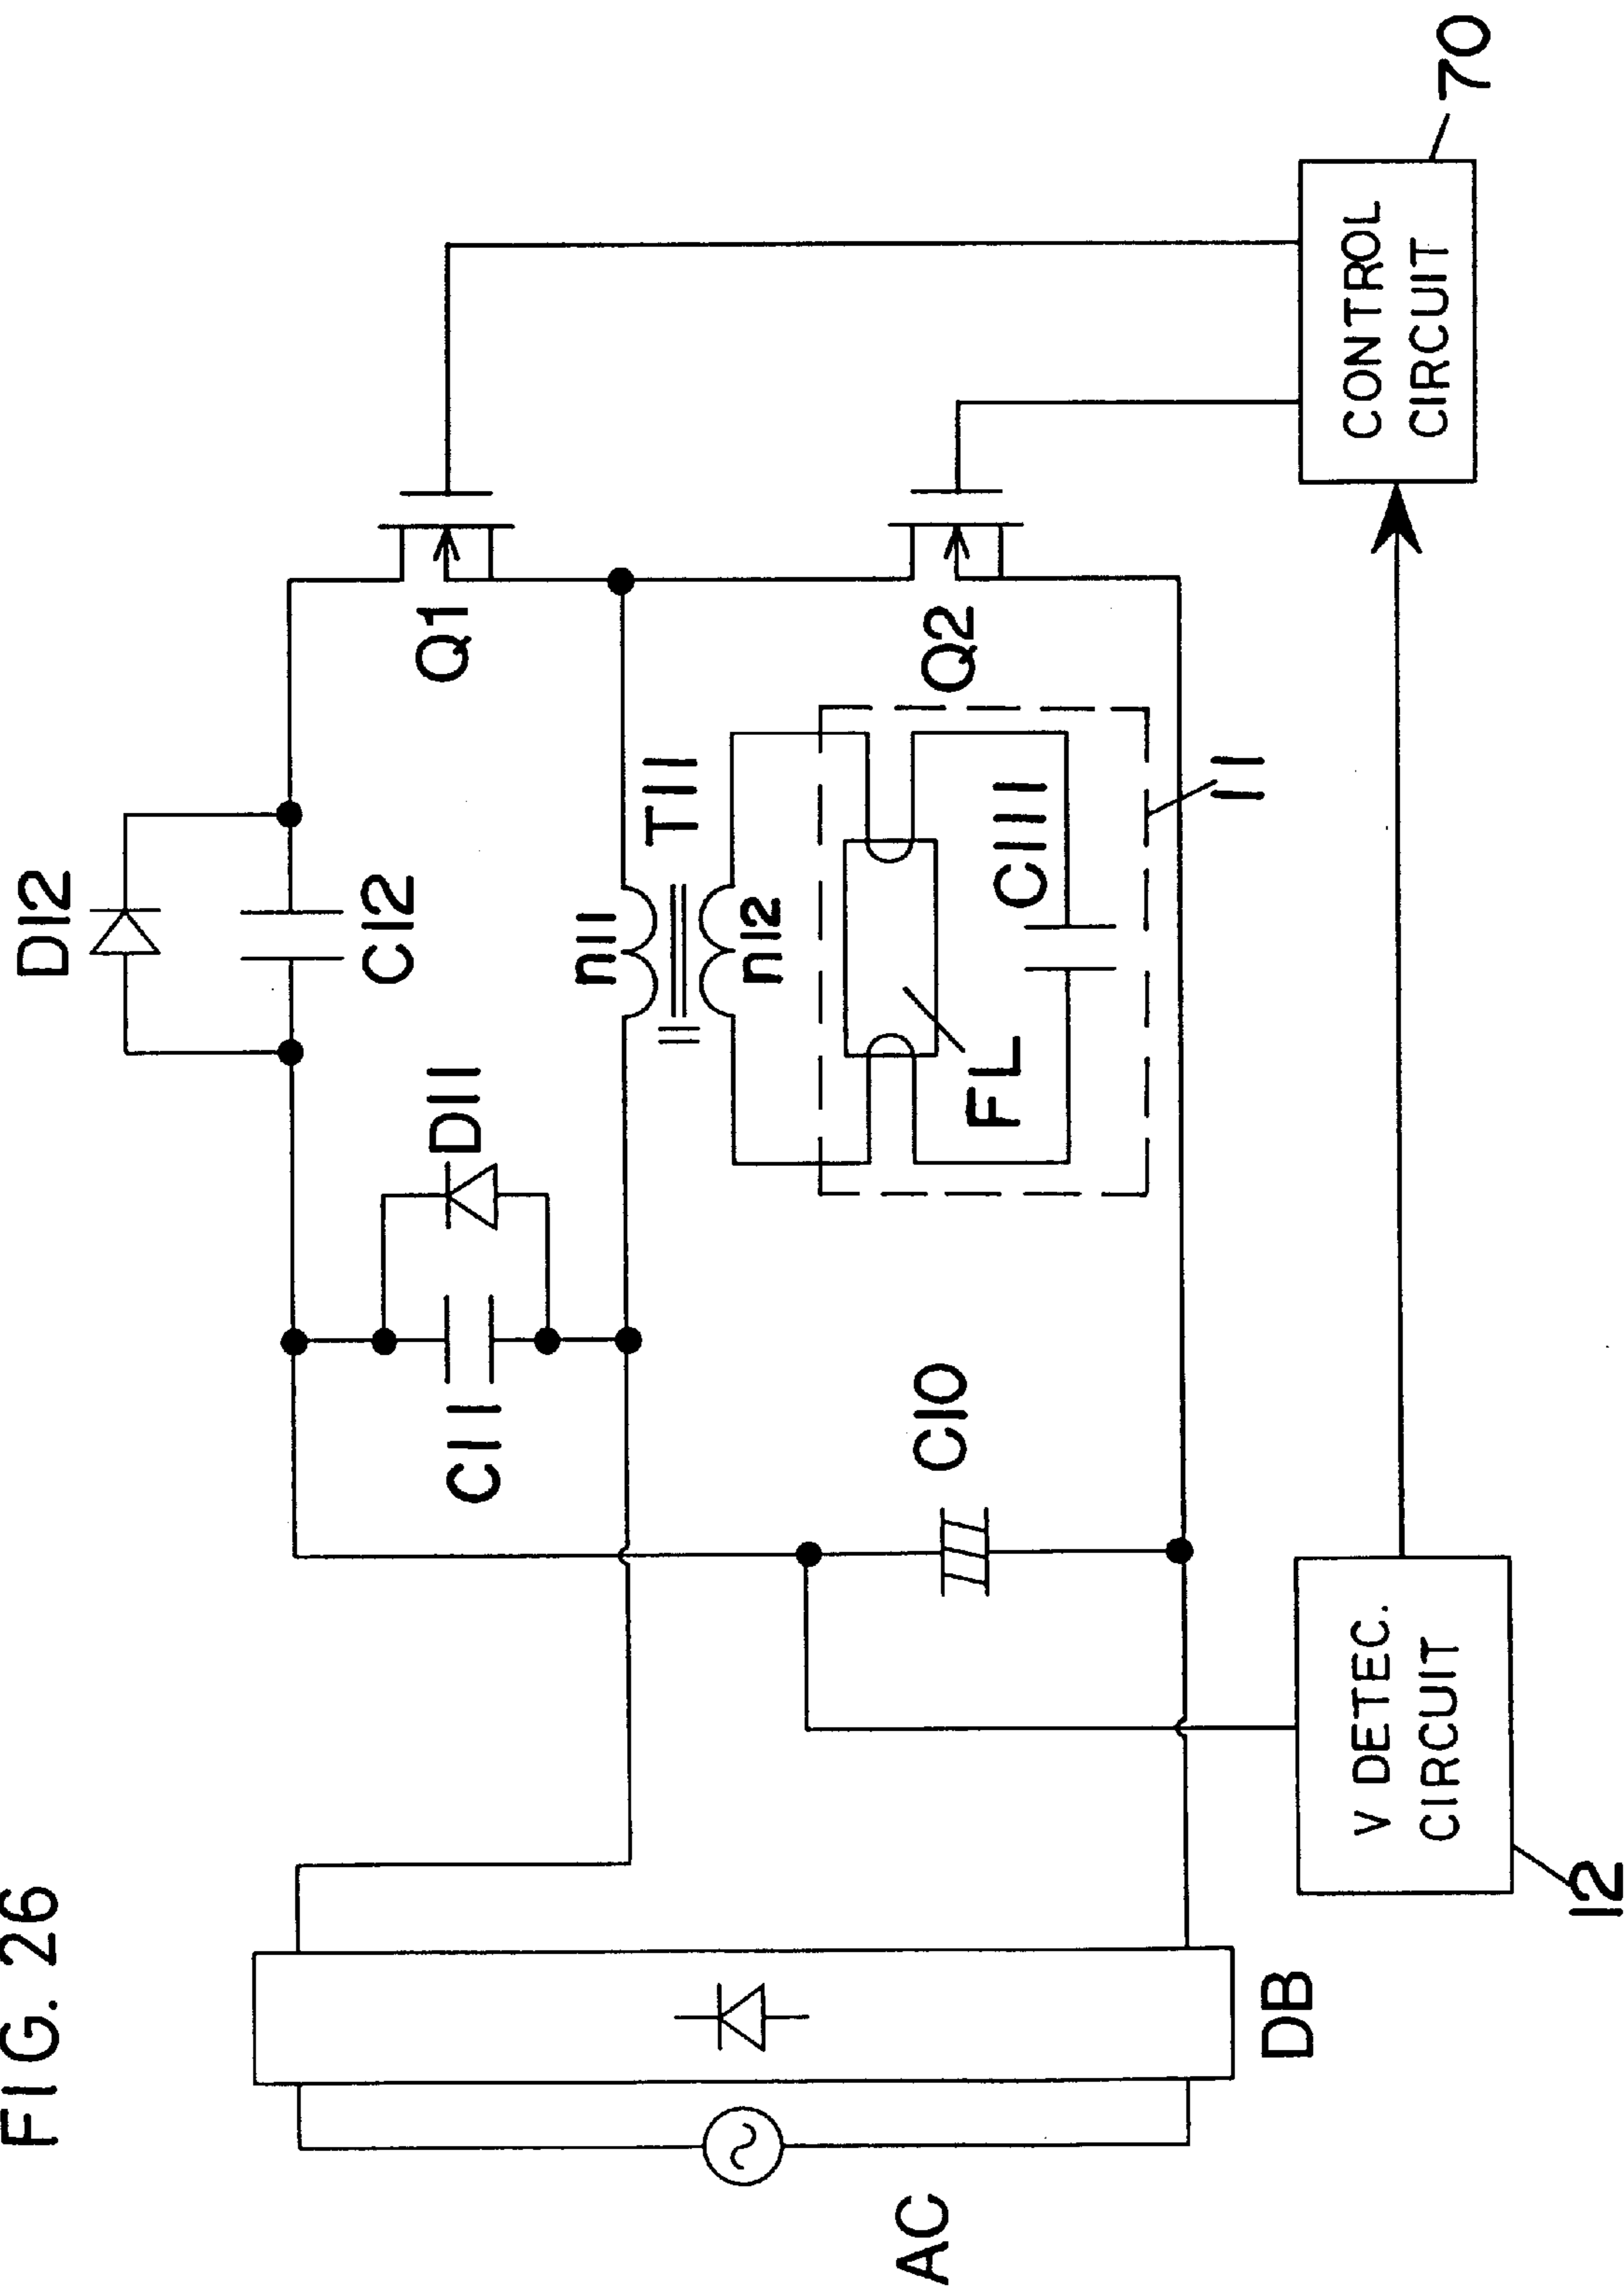 FIG. 26
D12
C12
Q1
D11
C11
n11
T11
n12
Q2
C111
FL
11
C10
AC
DB
V DETEC.
CIRCUIT
12
CONTROL
CIRCUIT
70